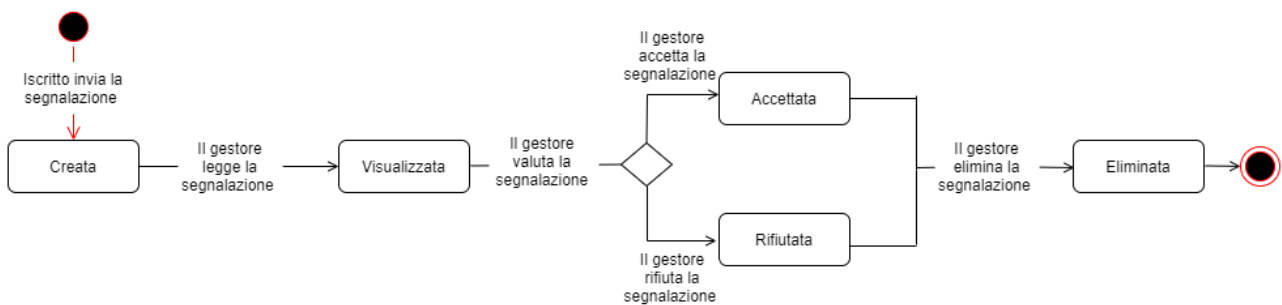 Iscritto invia la
segnalazione
Creata
Il gestore
legge la
segnalazione
Visualizzata
Il gestore
valuta la
segnalazione
Il gestore
accetta la
segnalazione
Accettata
Il gestore
rifiuta la
segnalazione
Rifiutata
Il gestore
elimina la
segnalazione
Eliminata